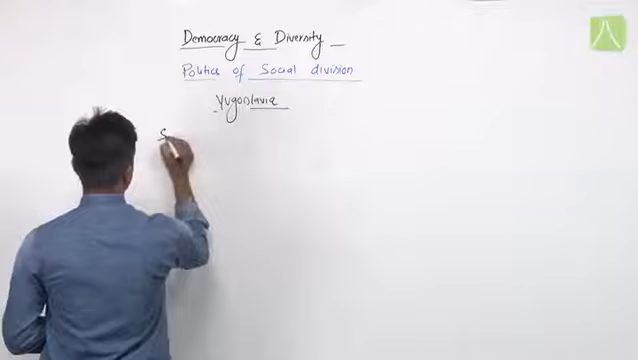 Democracy & Diversity
Politics of Social division
Yugoslavia
S